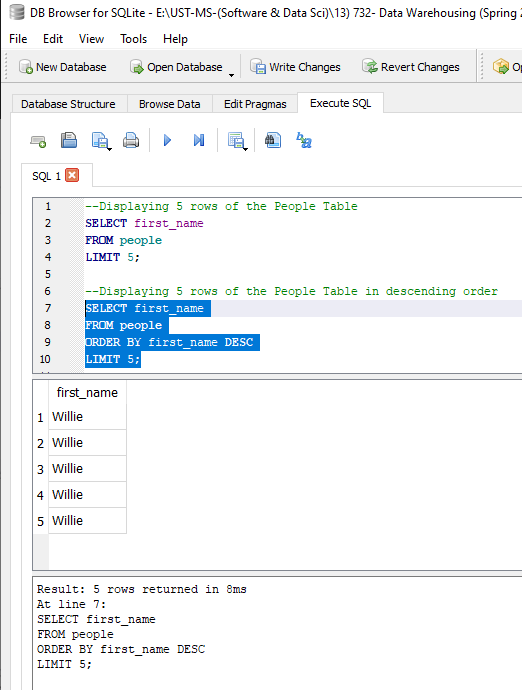 DB Browser for SQLite - E:\UST-MS-(Software & Data Sci)\13) 732- Data Warehousing (Spring
File Edit View Tools Help
New Database Open Database Write Changes Revert Changes
Database Structure Browse Data Edit Pragmas Execute SQL
SQL 1
1 --Displaying 5 rows of the People Table
2 SELECT first_name
3 FROM people
4 LIMIT 5;
5
6 --Displaying 5 rows of the People Table in descending order
7 SELECT first_name
8 FROM people
9 ORDER BY first_name DESC
10 LIMIT 5;
first_name
1 Willie
2 Willie
3 Willie
4 Willie
5 Willie
Result: 5 rows returned in 8ms
At line 7:
SELECT first_name
FROM people
ORDER BY first_name DESC
LIMIT 5;